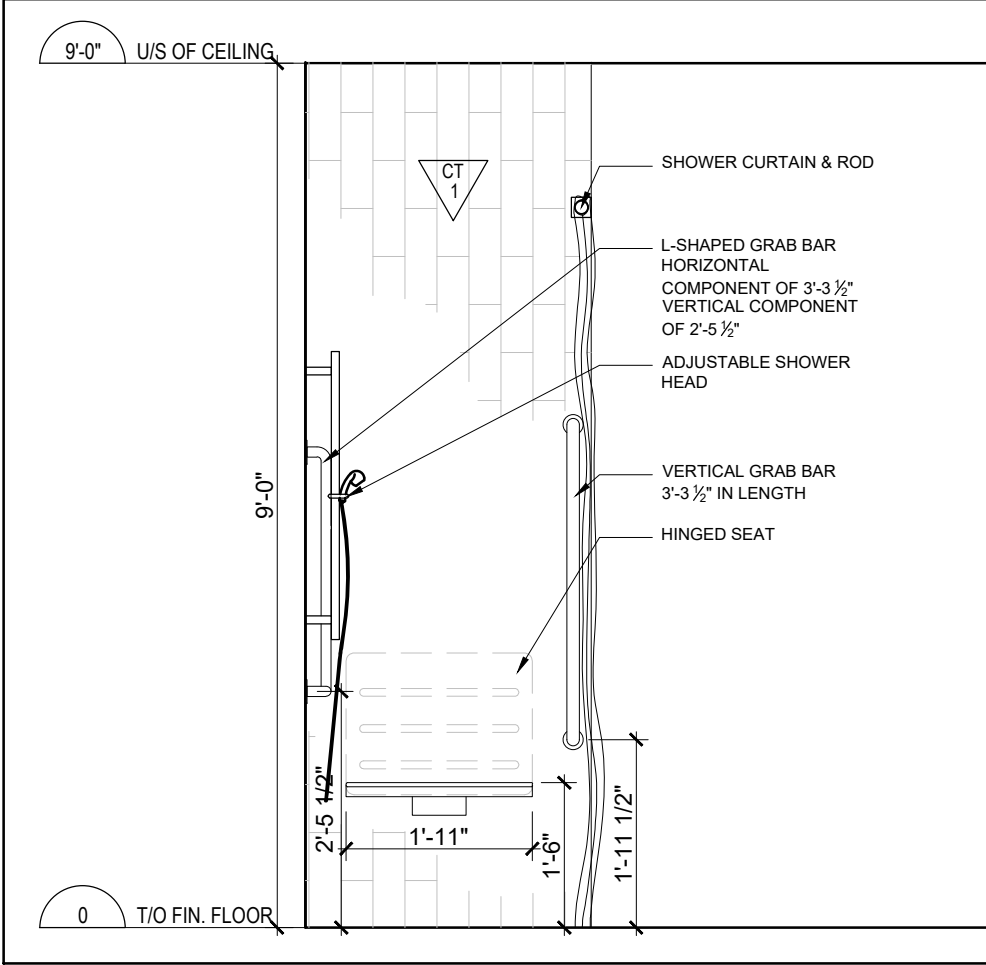 9'-0" U/S OF CEILING
CT
1
SHOWER CURTAIN & ROD
L-SHAPED GRAB BAR
HORIZONTAL
COMPONENT OF 3'-3 ½"
VERTICAL COMPONENT
OF 2'-5 ½"
ADJUSTABLE SHOWER
HEAD
VERTICAL GRAB BAR
3'-3 ½" IN LENGTH
HINGED SEAT
9'-0"
2'-5 1/2"
1'-11"
1'-6"
1'-11 1/2"
0 T/O FIN. FLOOR